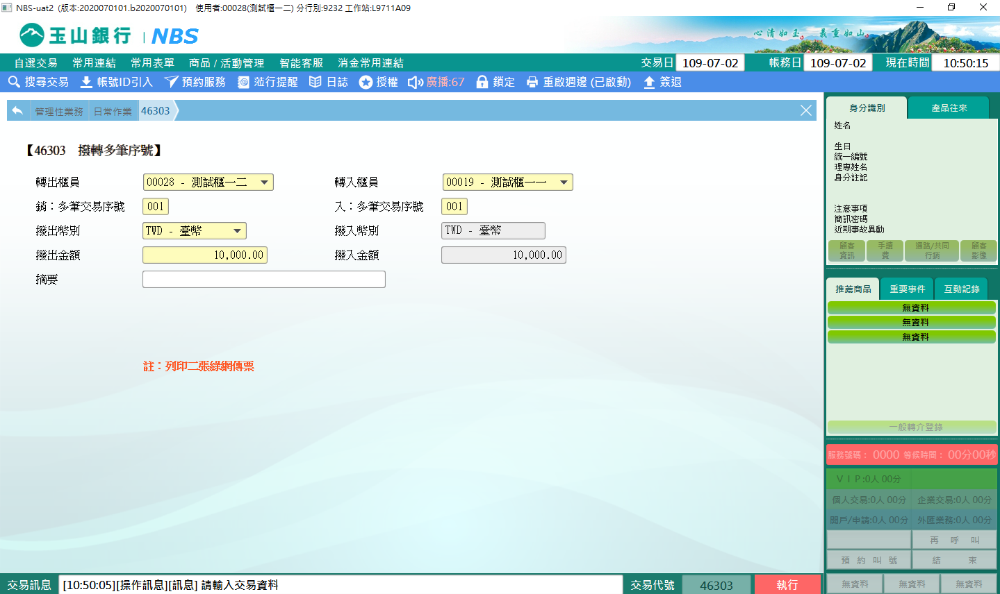 NBS-uat2 (版本:2020070101.b2020070101) 使用者:00028(測試櫃一二) 分行別:9232 工作站:L9711A09
玉山銀行 | NBS
心清如玉。義重如山。
自選交易 常用連結 常用表單 商品 / 活動管理 智能客服 消金常用連結 交易日 109-07-02 帳務日 109-07-02 現在時間 10:50:15
搜尋交易 帳號ID引入 預約服務 蒞行提醒 日誌 授權 廣播:67 鎖定 重啟週邊 (已啟動) 簽退
管理性業務 日常作業 46303
【46303 撥轉多筆序號】
轉出櫃員 00028 - 測試櫃一二 轉入櫃員 00019 - 測試櫃一一
銷：多筆交易序號 001 入：多筆交易序號 001
撥出幣別 TWD - 臺幣 撥入幣別 TWD - 臺幣
撥出金額 10,000.00 撥入金額 10,000.00
摘要
註：列印二張綠網傳票
身分識別 產品往來
姓名
生日
統一編號
理專姓名
身分註記
注意事項
簡訊密碼
近期事故異動
顧客資訊 手續費 通路/共同行銷 顧客影像
推薦商品 重要事件 互動記錄
無資料
無資料
無資料
一般轉介登錄
服務號碼： 0000 等候時間： 00分00秒
ＶＩＰ:0人 00分
個人交易:0人 00分 企業交易:0人 00分
開戶/申請:0人 00分 外匯業務:0人 00分
再 呼 叫
預 約 叫 號 結 束
無資料 無資料 無資料
交易訊息 [10:50:05][操作訊息][訊息] 請輸入交易資料 交易代號 46303 執行